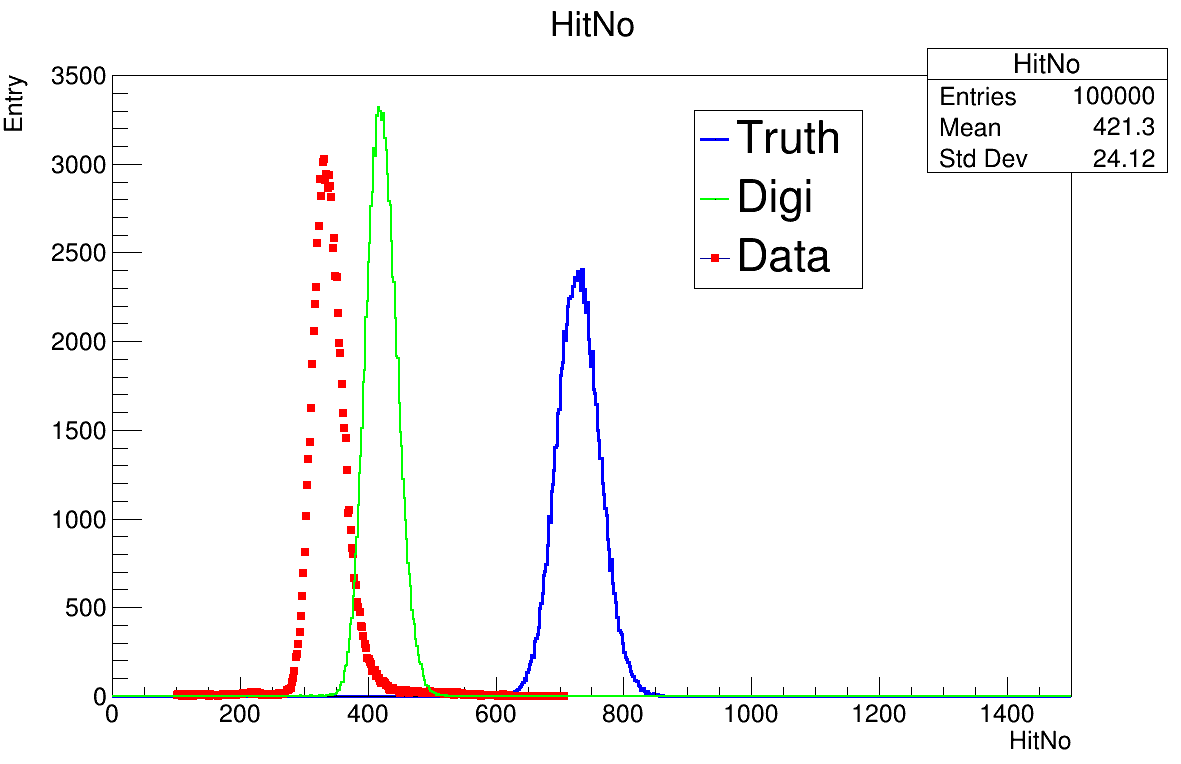 HitNo
HitNo
Entries 100000
Mean 421.3
Std Dev 24.12
Entry
3500
3000
2500
2000
1500
1000
500
0
Truth
Digi
Data
0 200 400 600 800 1000 1200 1400
HitNo